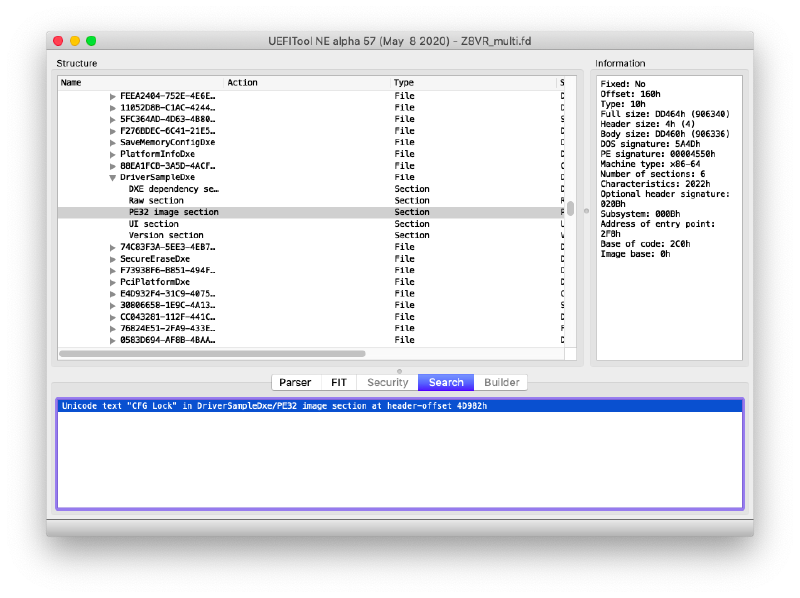 UEFITool NE alpha 57 (May 8 2020) - Z8VR_multi.fd
Structure
Name Action Type S
FEEA2404-752E-4E6E… File D
11052D8B-C1AC-4244… File D
5FC364AD-4D63-4B80… File S
F276BDEC-6C41-21E5… File D
SaveMemoryConfigDxe File D
PlatformInfoDxe File D
88EA1FCB-3A5D-4ACF… File
DriverSampleDxe File D
DXE dependency se… Section D
Raw section Section R
PE32 image section Section P
UI section Section U
Version section Section V
74C83F3A-5EE3-4EB7… File D
SecureEraseDxe File D
F73938F6-B851-494F… File D
PciPlatformDxe File D
E4D932F4-31C9-4075… File
30806658-1E9C-4A13… File S
CC043281-112F-441C… File D
76824E51-2FA9-433E… File F
0583D694-AF8B-4BAA… File D
Information
Fixed: No
Offset: 160h
Type: 10h
Full size: DD464h (906340)
Header size: 4h (4)
Body size: DD460h (906336)
DOS signature: 5A4Dh
PE signature: 00004550h
Machine type: x86-64
Number of sections: 6
Characteristics: 2022h
Optional header signature:
020Bh
Subsystem: 000Bh
Address of entry point:
2F8h
Base of code: 2C0h
Image base: 0h
Parser FIT Security Search Builder
Unicode text "CFG Lock" in DriverSampleDxe/PE32 image section at header-offset 4D982h